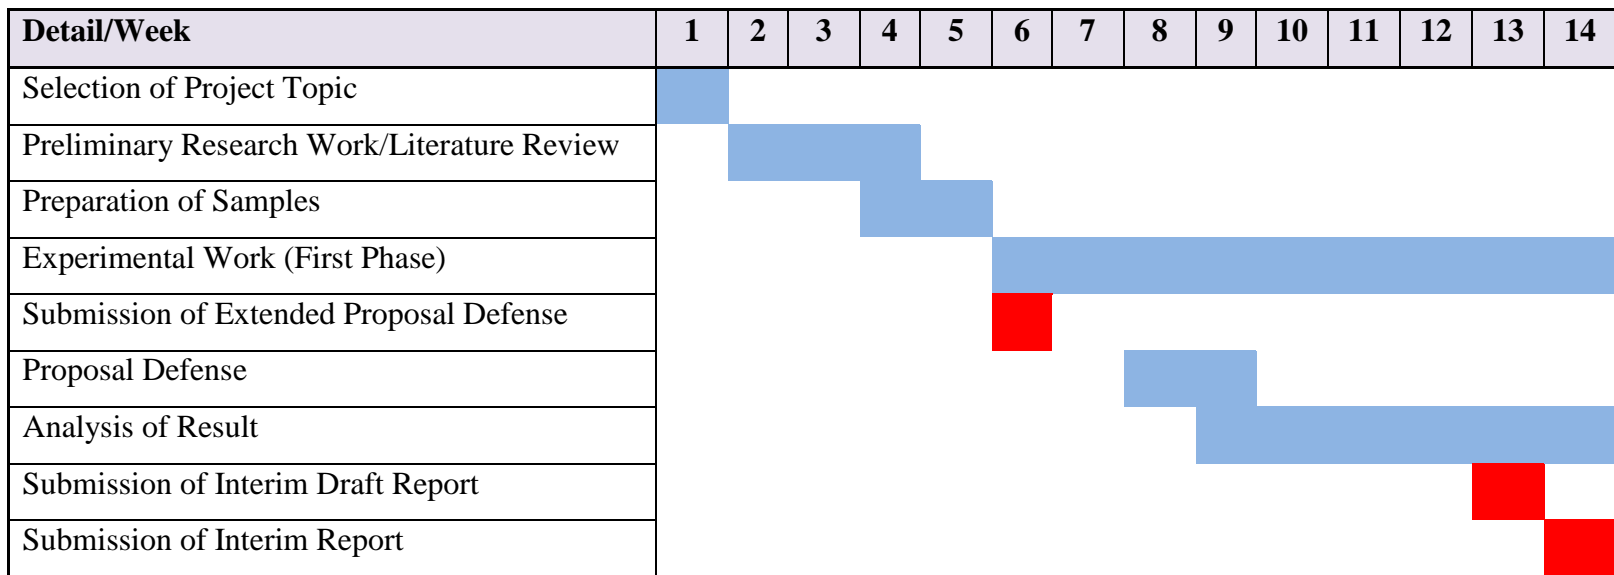 Detail/Week 1 2 3 4 5 6 7 8 9 10 11 12 13 14
Selection of Project Topic
Preliminary Research Work/Literature Review
Preparation of Samples
Experimental Work (First Phase)
Submission of Extended Proposal Defense
Proposal Defense
Analysis of Result
Submission of Interim Draft Report
Submission of Interim Report